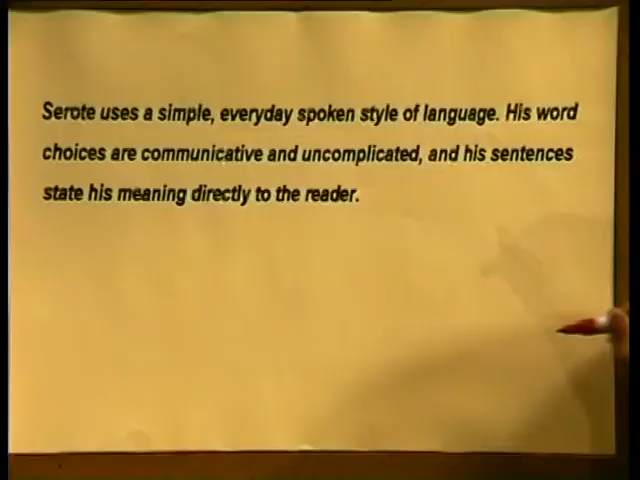 Serote uses a simple, everyday spoken style of language. His word
choices are communicative and uncomplicated, and his sentences
state his meaning directly to the reader.